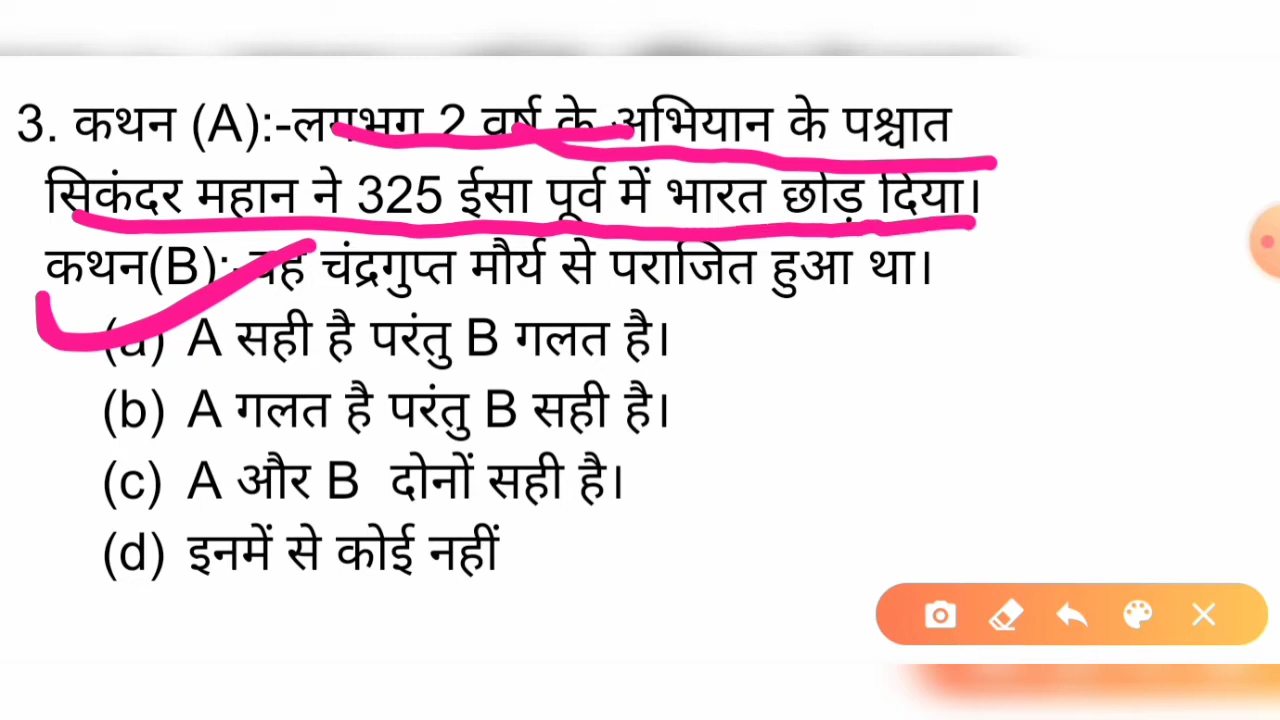 3. कथन (A):-लगभग 2 वर्ष के अभियान के पश्चात
सिकंदर महान ने 325 ईसा पूर्व में भारत छोड़ दिया।
कथन(B):-वह चंद्रगुप्त मौर्य से पराजित हुआ था।
(a) A सही है परंतु B गलत है।
(b) A गलत है परंतु B सही है।
(c) A और B दोनों सही है।
(d) इनमें से कोई नहीं